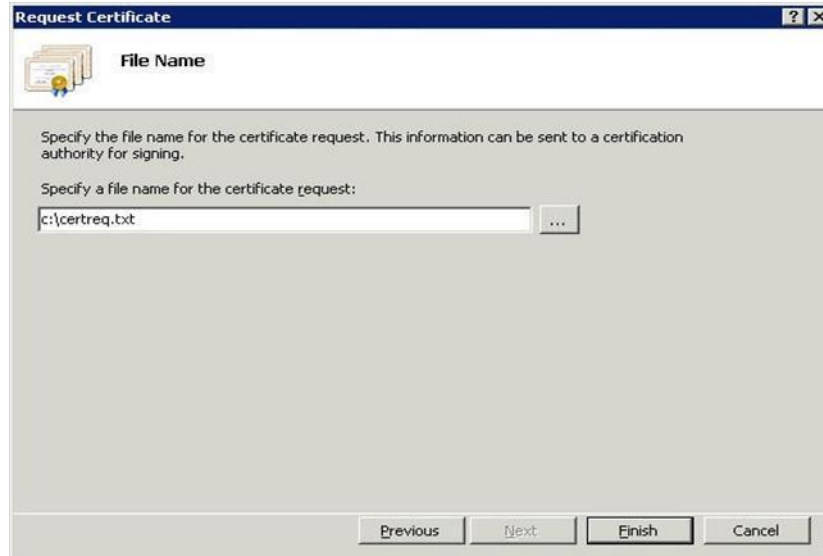 Request Certificate
File Name
Specify the file name for the certificate request. This information can be sent to a certification
authority for signing.
Specify a file name for the certificate request:
c:\certreq.txt
...
Previous
Next
Finish
Cancel